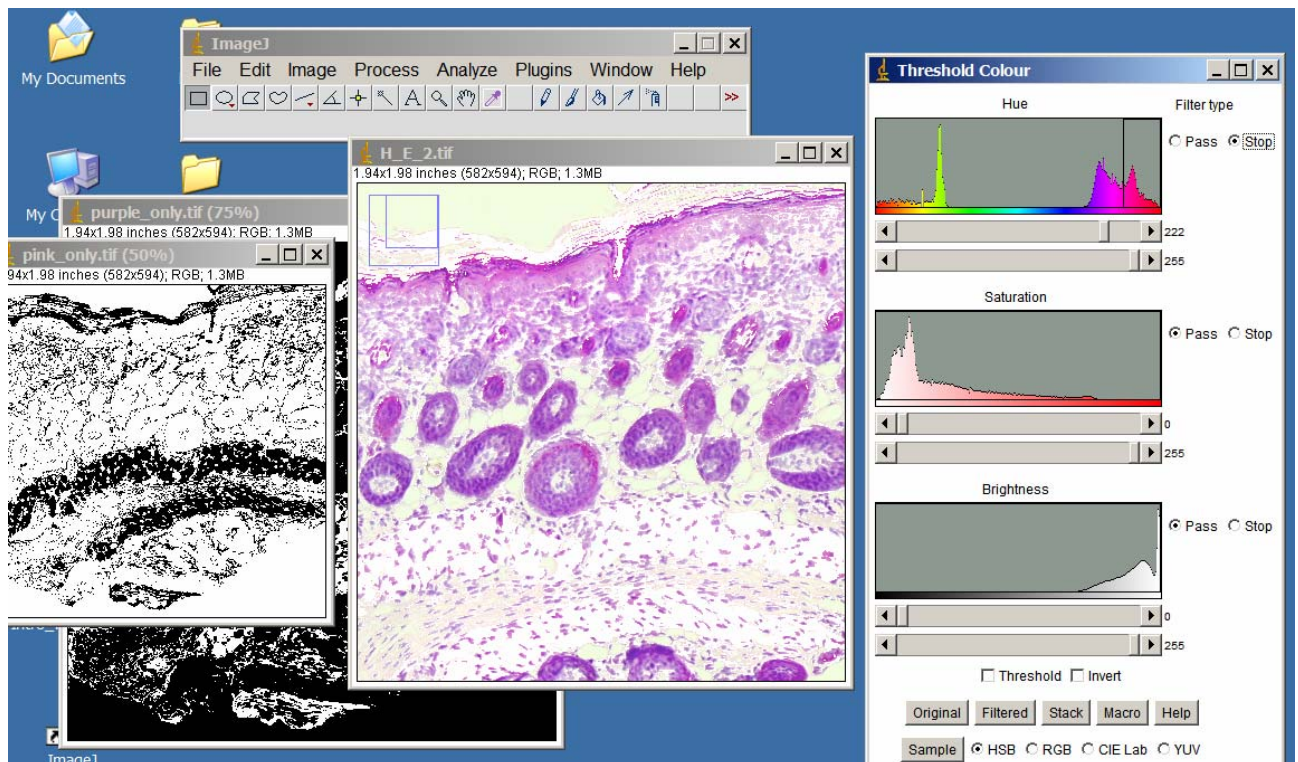 My Documents
ImageJ
File Edit Image Process Analyze Plugins Window Help
A
>>
My C
purple_only.tif (75%)
1.94x1.98 inches (582x594); RGB; 1.3MB
pink_only.tif (50%)
94x1.98 inches (582x594); RGB; 1.3MB
H_E_2.tif
1.94x1.98 inches (582x594); RGB; 1.3MB
ImageJ
Threshold Colour
Hue Filter type
Pass Stop
222
255
Saturation
Pass Stop
0
255
Brightness
Pass Stop
0
255
Threshold Invert
Original Filtered Stack Macro Help
Sample HSB RGB CIE Lab YUV